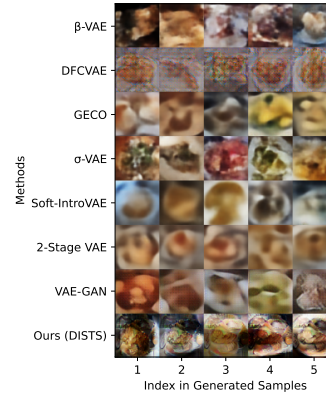 Methods
β-VAE
DFCVAE
GECO
σ-VAE
Soft-IntroVAE
2-Stage VAE
VAE-GAN
Ours (DISTS)
1 2 3 4 5
Index in Generated Samples